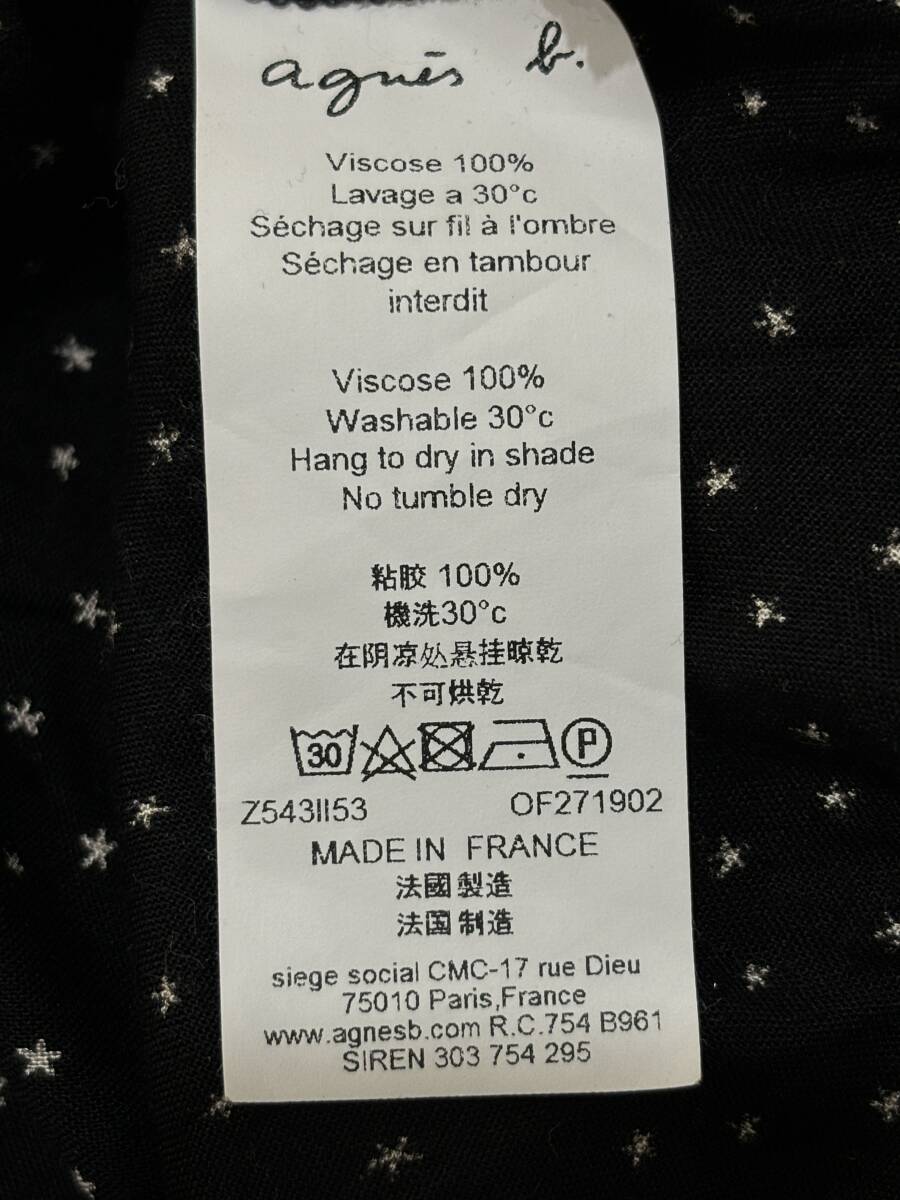 agnès b.
Viscose 100%
Lavage a 30°c
Séchage sur fil à l'ombre
Séchage en tambour
interdit
Viscose 100%
Washable 30°c
Hang to dry in shade
No tumble dry
粘胶 100%
機洗30°c
在阴凉处悬挂晾乾
不可烘乾
30 P
Z543II53 OF271902
MADE IN FRANCE
法國製造
法国制造
siege social CMC-17 rue Dieu
75010 Paris,France
www.agnesb.com R.C.754 B961
SIREN 303 754 295